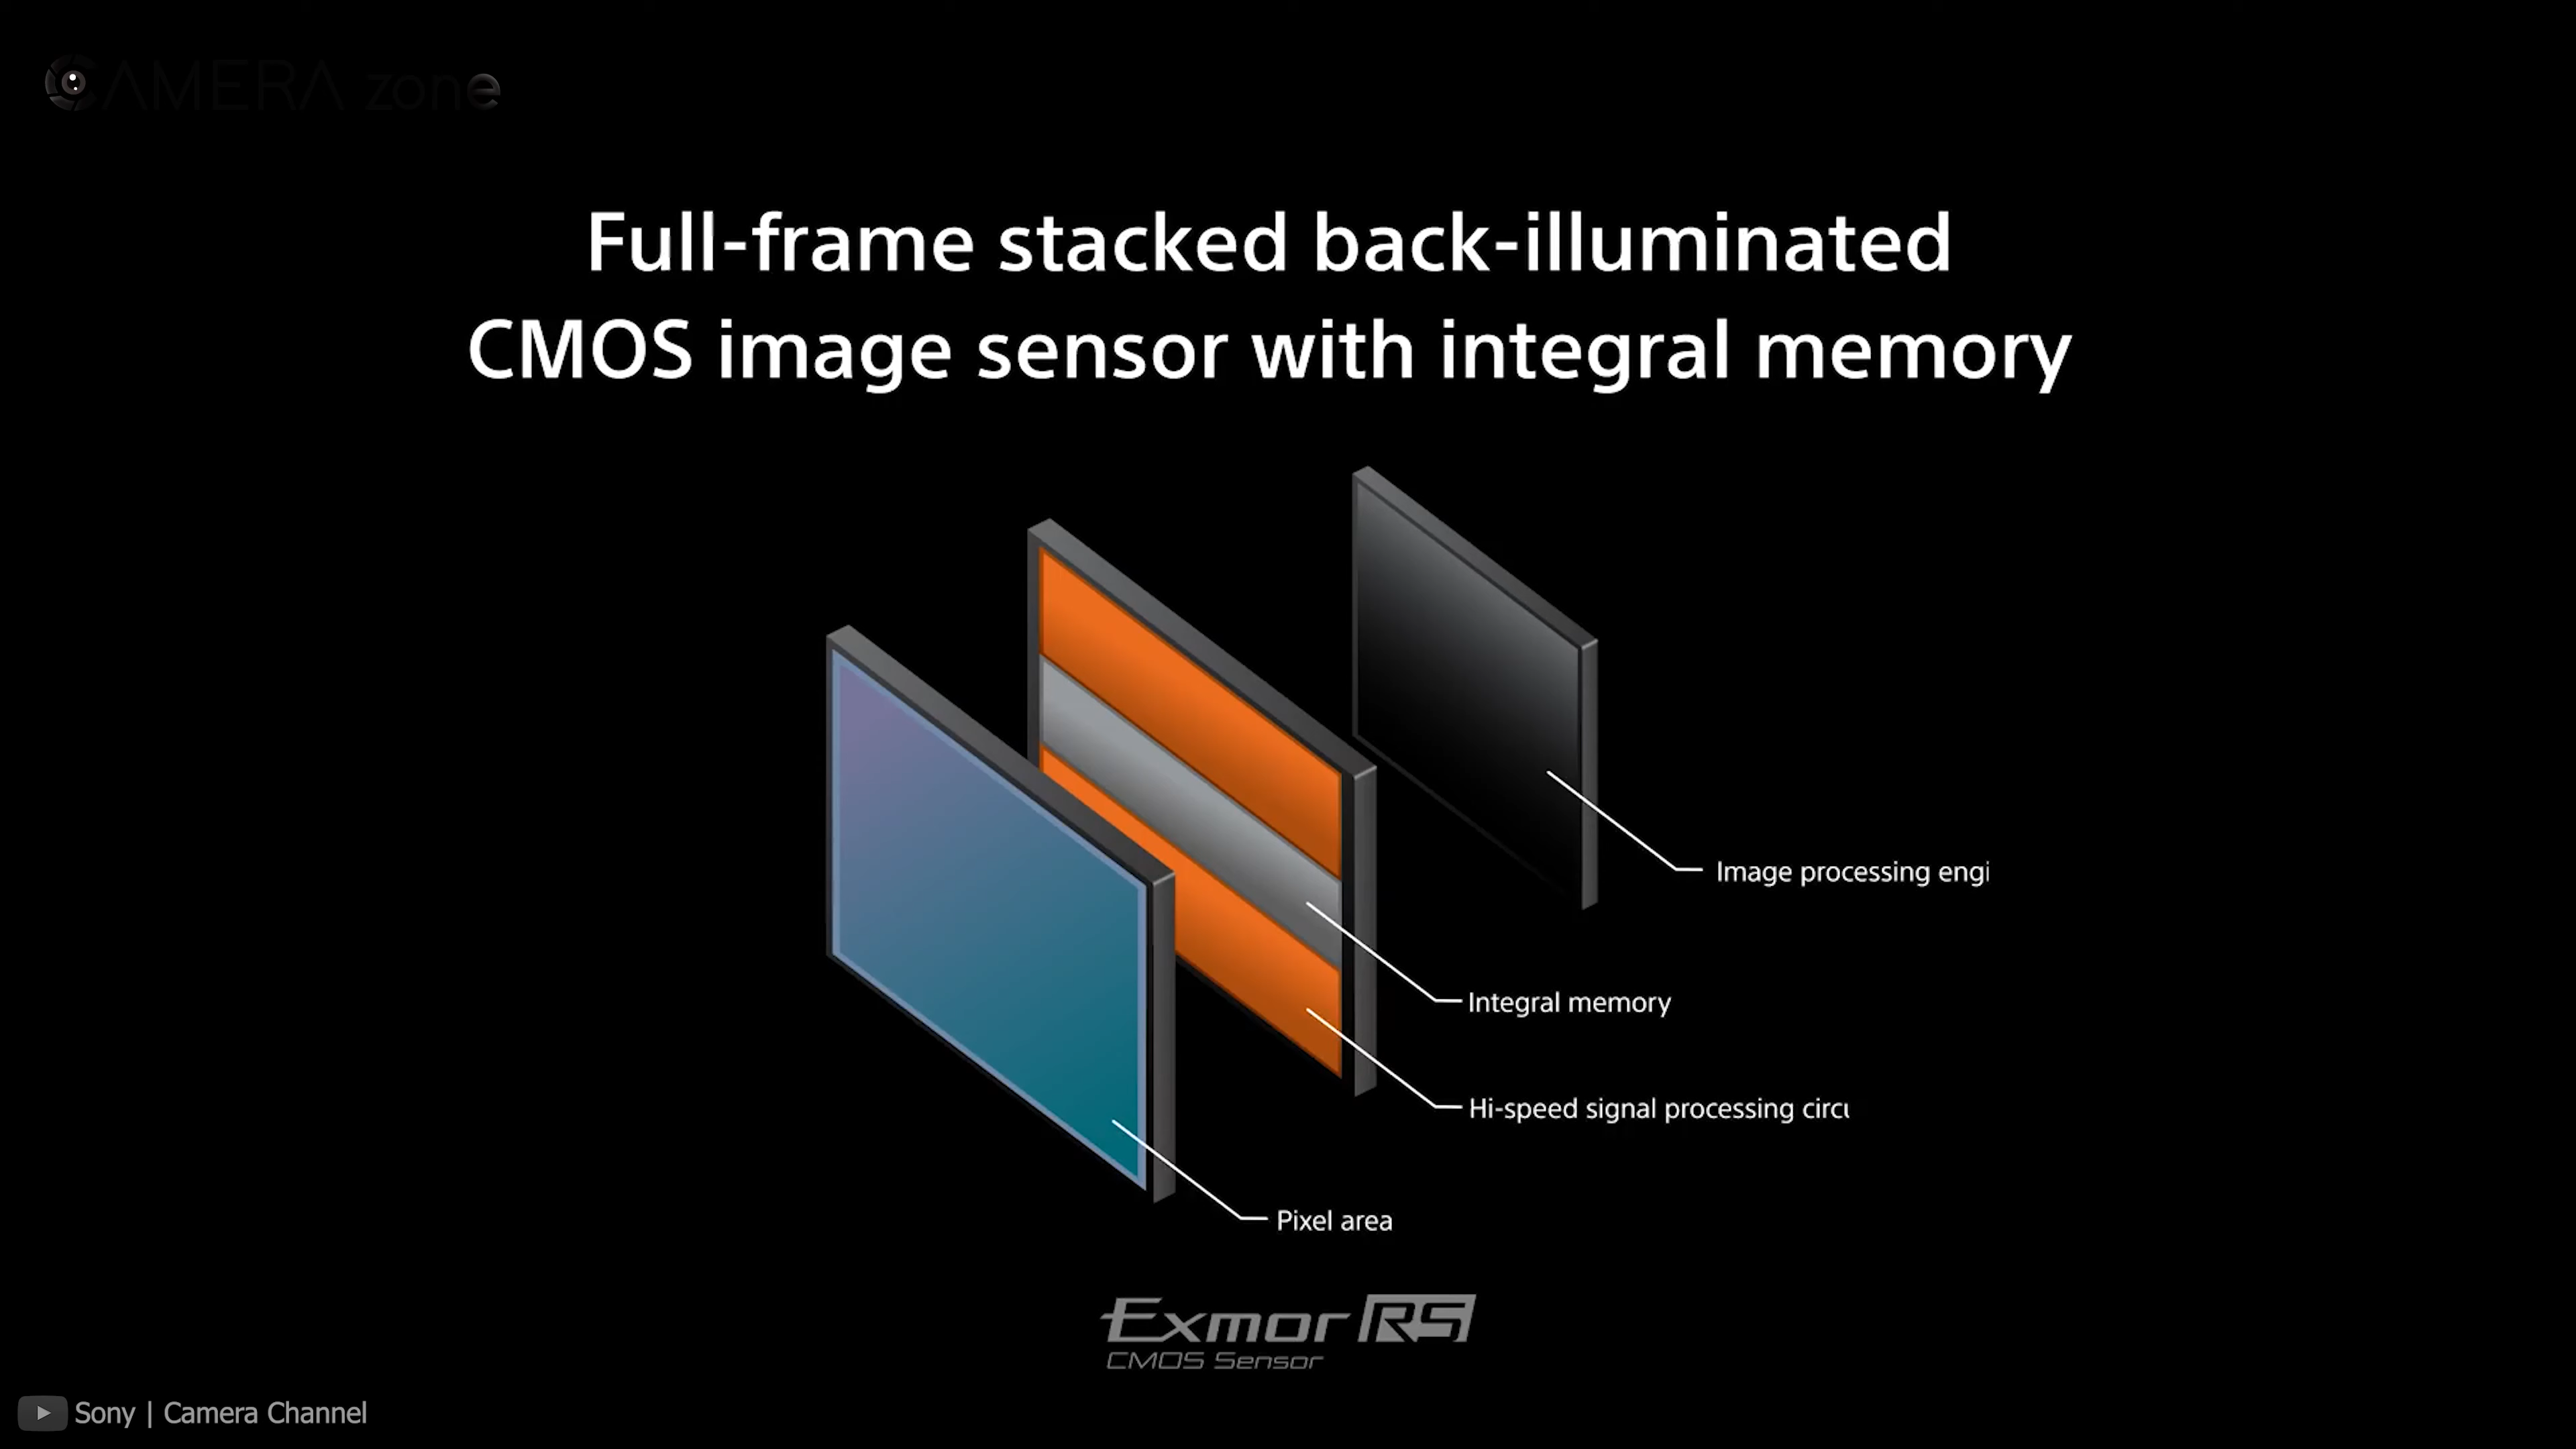 CAMERA zone
Full-frame stacked back-illuminated
CMOS image sensor with integral memory
Image processing engi
Integral memory
Hi-speed signal processing circu
Pixel area
Exmor RS
CMOS Sensor
Sony | Camera Channel